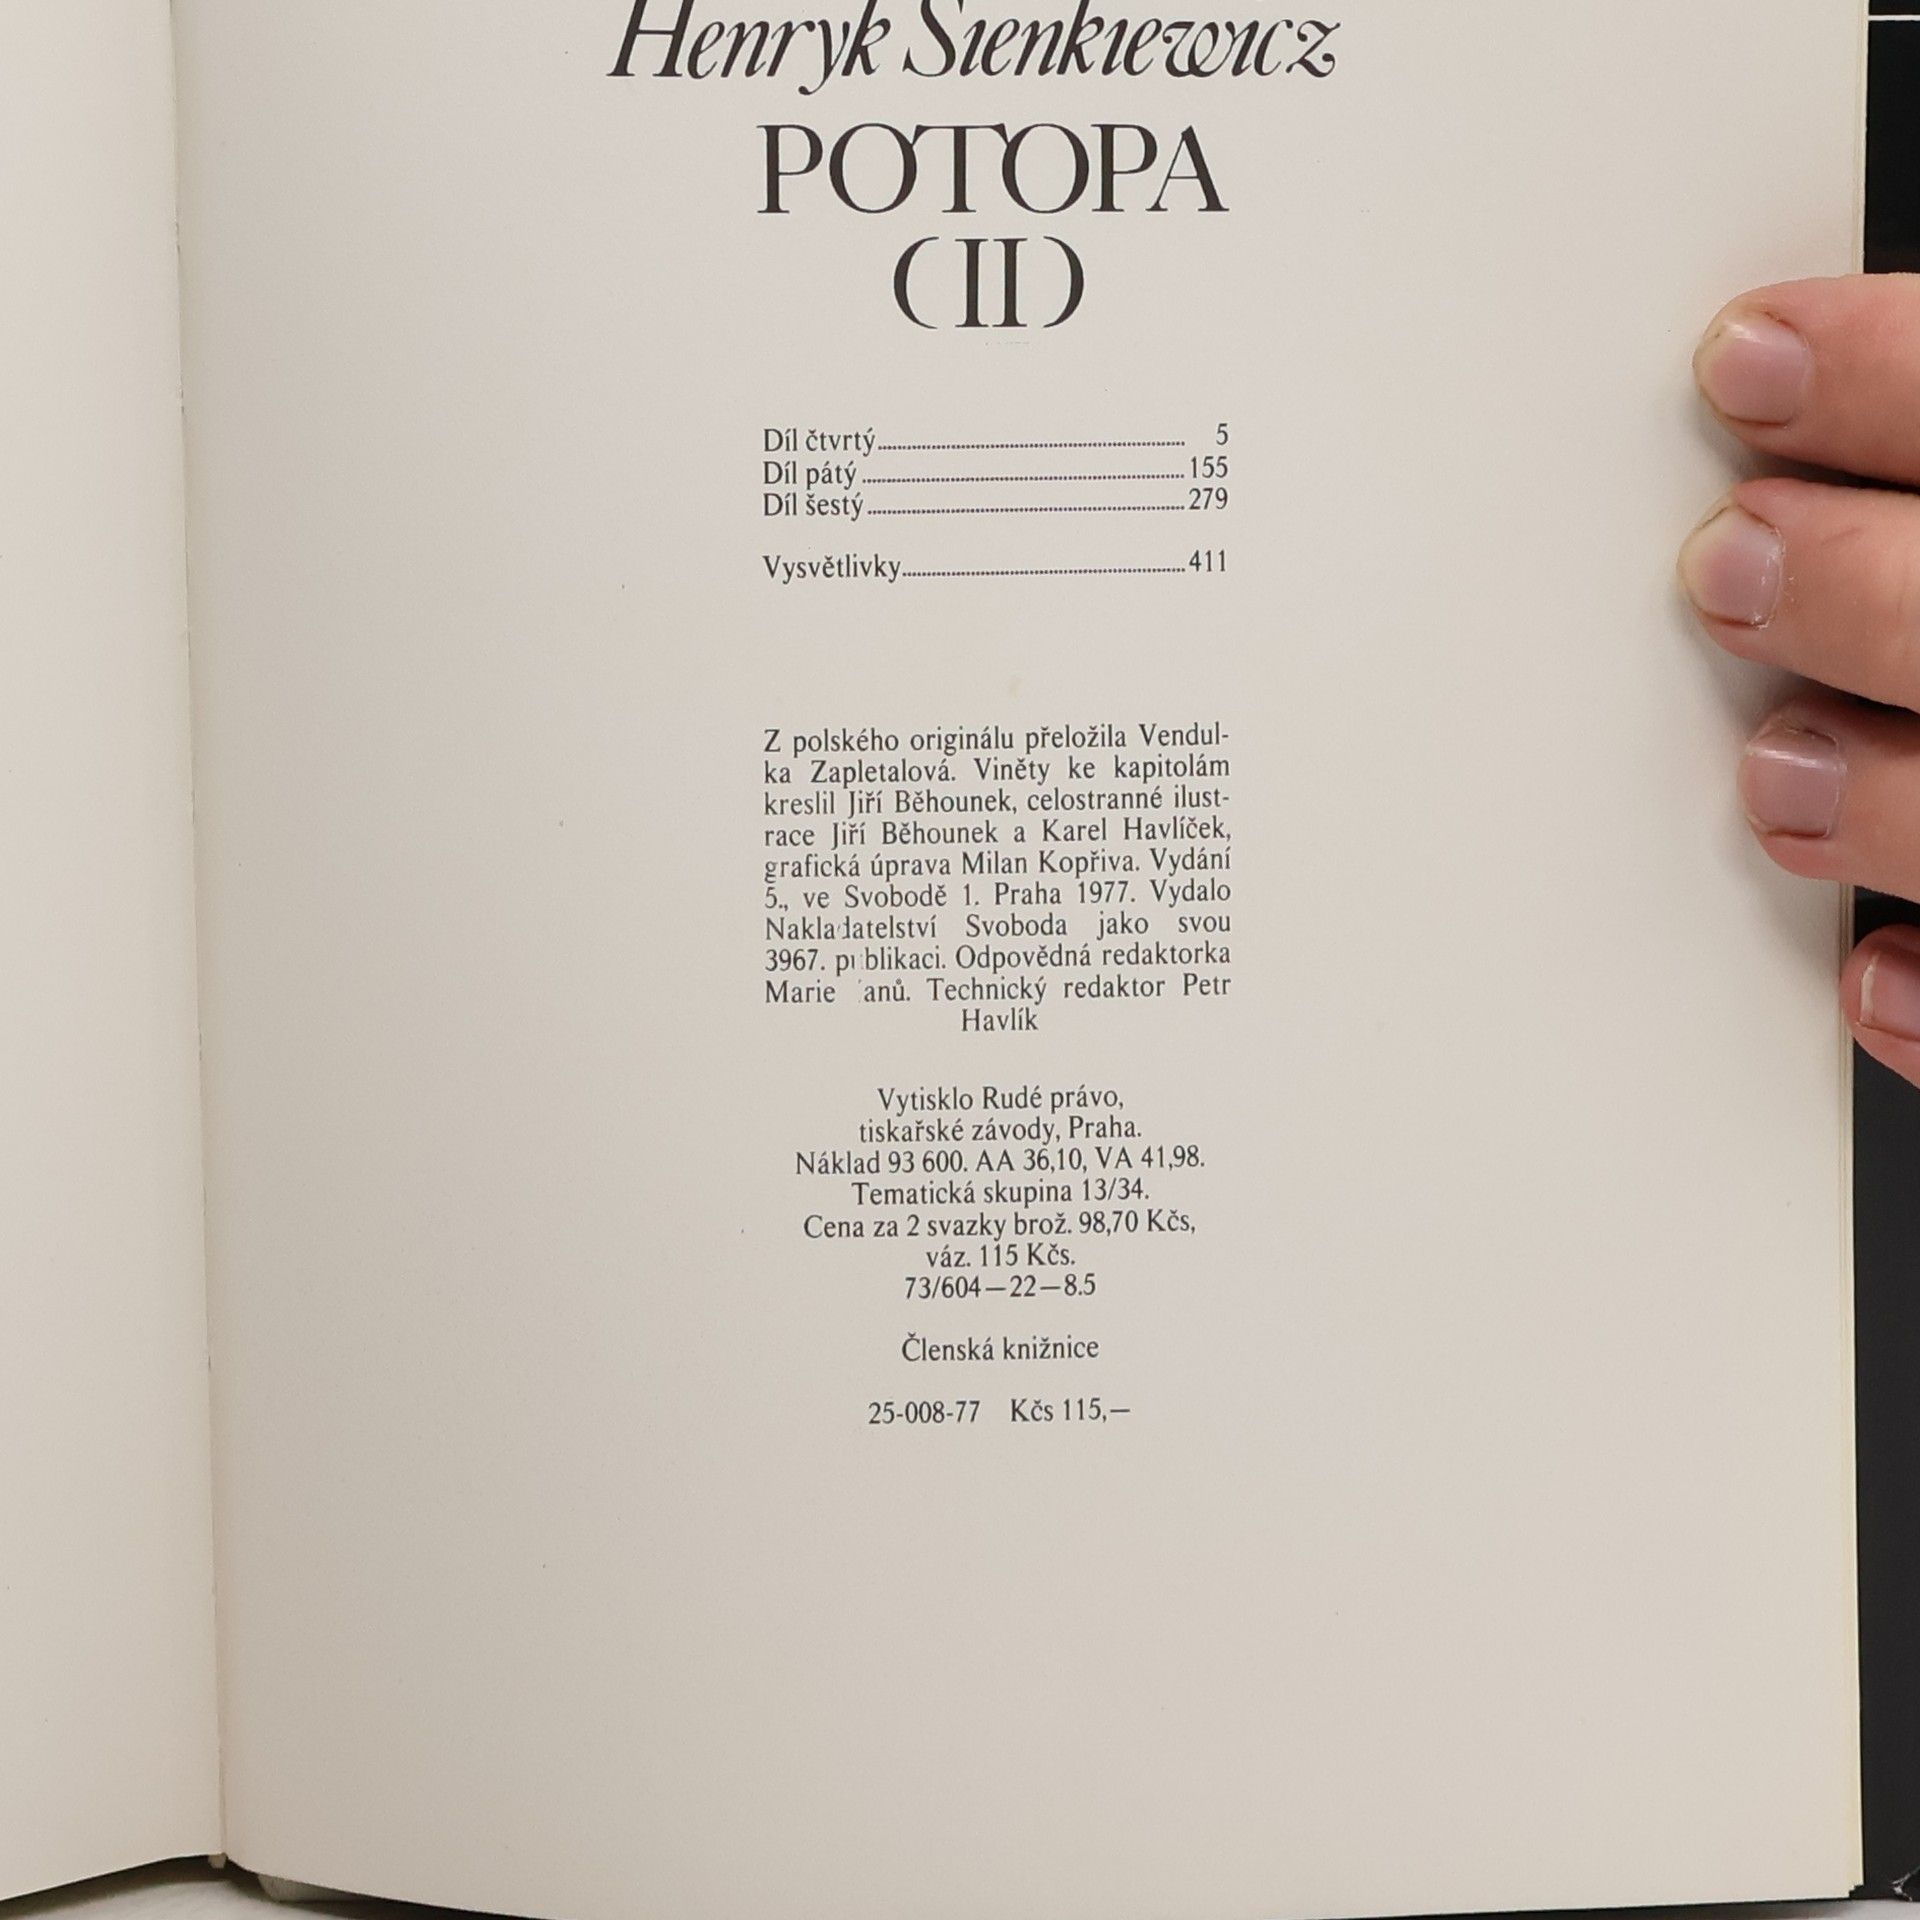 Henryk Sienkiewicz
POTOPA
(II)
Díl čtvrtý 5
Díl pátý 155
Díl šestý 279
Vysvětlivky 411
Z polského originálu přeložila Vendul-
ka Zapletalová. Viněty ke kapitolám
kreslil Jiří Běhounek, celostranné ilust-
race Jiří Běhounek a Karel Havlíček,
grafická úprava Milan Kopřiva. Vydání
5., ve Svobodě 1. Praha 1977. Vydalo
Nakladatelství Svoboda jako svou
3967. publikaci. Odpovědná redaktorka
Marie Technický redaktor Petr
Havlík
Vytisklo Rudé právo,
tiskařské závody, Praha.
Náklad 93 600. AA 36,10, VA 41,98.
Tematická skupina 13/34.
Cena za 2 svazky brož. 98,70 Kčs,
váz. 115 Kčs.
73/604—22—8.5
Členská knižnice
25-008-77 Kčs 115,—